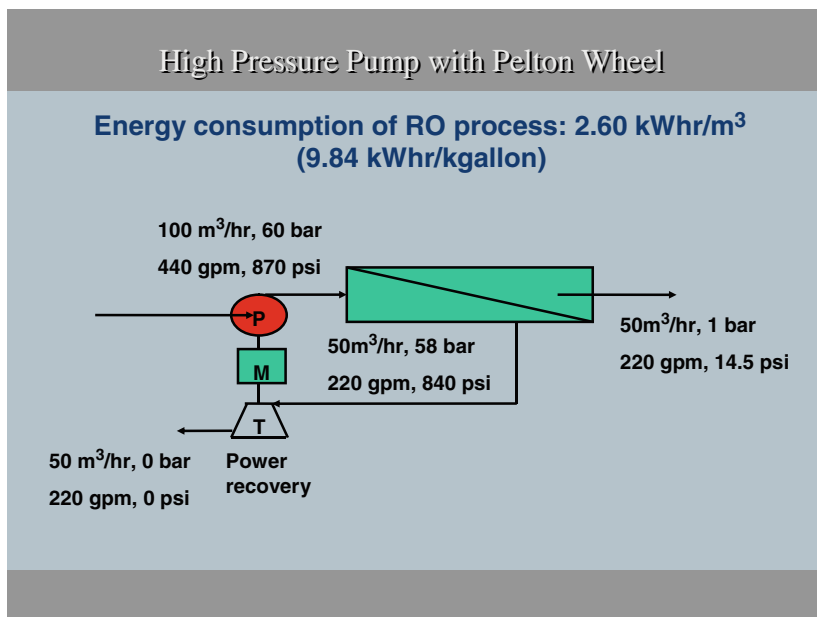 High Pressure Pump with Pelton Wheel
Energy consumption of RO process: 2.60 kWhr/m³
(9.84 kWhr/kgallon)
100 m³/hr, 60 bar
440 gpm, 870 psi
P
50m³/hr, 1 bar
220 gpm, 14.5 psi
50m³/hr, 58 bar
220 gpm, 840 psi
M
T
50 m³/hr, 0 bar
220 gpm, 0 psi
Power
recovery